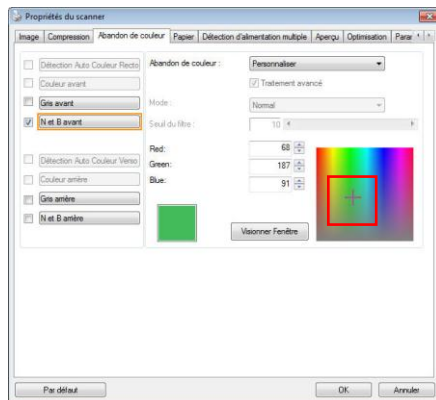 Propriétés du scanner
Image Compression Abandon de couleur Papier Détection d'alimentation multiple Aperçu Optimisation Parar
Détection Auto Couleur Recto
Couleur avant
Gris avant
N et B avant
Détection Auto Couleur Verso
Couleur arrière
Gris arrière
N et B arrière
Abandon de couleur : Personnaliser
Traitement avancé
Mode : Normal
Seuil du filtre : 10
Red: 68
Green: 187
Blue: 91
Visionner Fenêtre
Par défaut OK Annuler